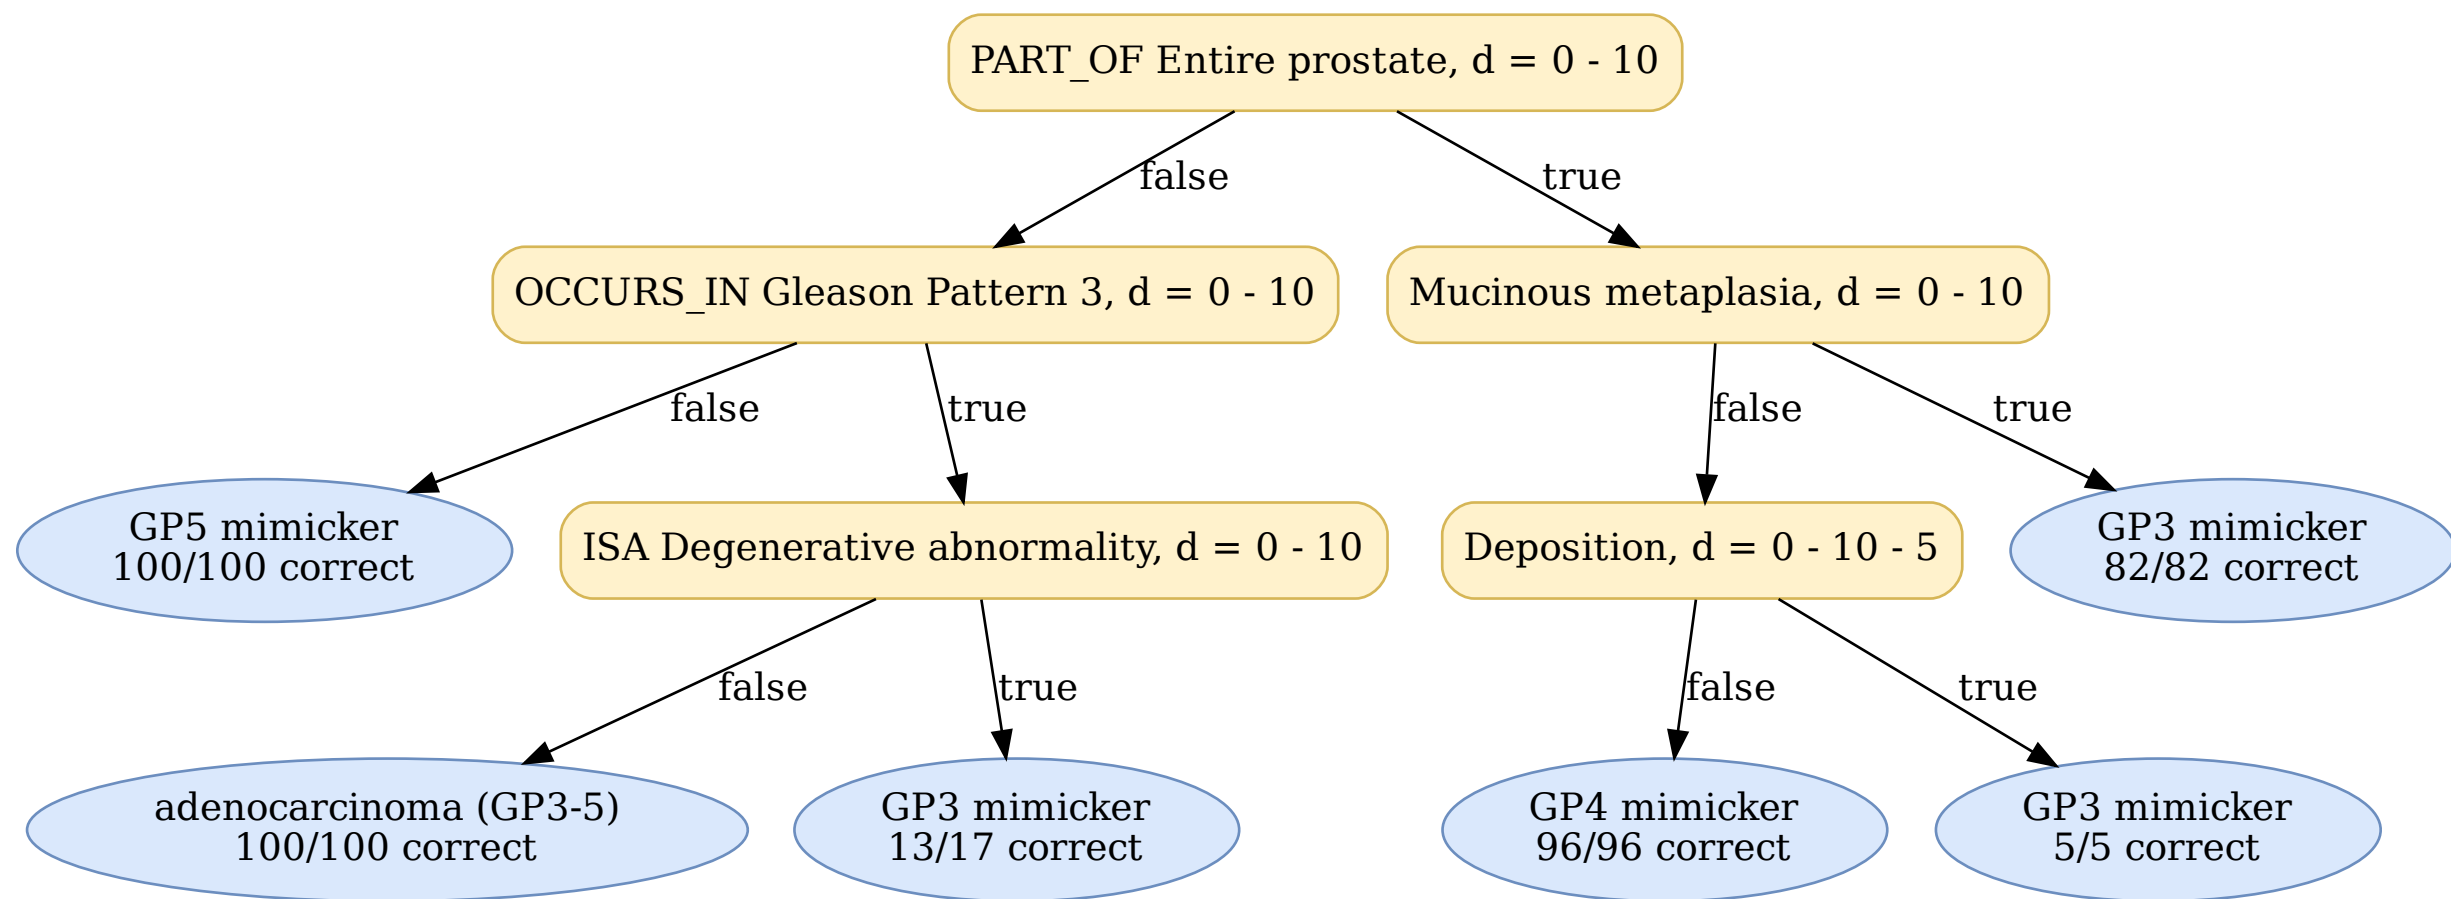 PART_OF Entire prostate, d = 0 - 10
false
true
OCCURS_IN Gleason Pattern 3, d = 0 - 10
Mucinous metaplasia, d = 0 - 10
false
true
false
true
GP5 mimicker
100/100 correct
ISA Degenerative abnormality, d = 0 - 10
Deposition, d = 0 - 10 - 5
GP3 mimicker
82/82 correct
false
true
false
true
adenocarcinoma (GP3-5)
100/100 correct
GP3 mimicker
13/17 correct
GP4 mimicker
96/96 correct
GP3 mimicker
5/5 correct